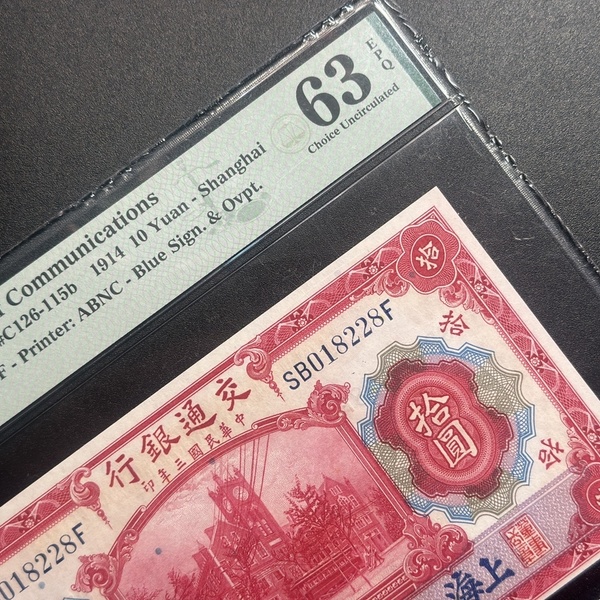 Communications
1914 10 Yuan - Shanghai
#C126-115b
F - Printer: ABNC - Blue Sign. & Ovpt.
63
EPQ
Choice Uncirculated
拾
拾
SB018228F
行銀通交
印年三國民華中
拾圓
拾
018228F
海上